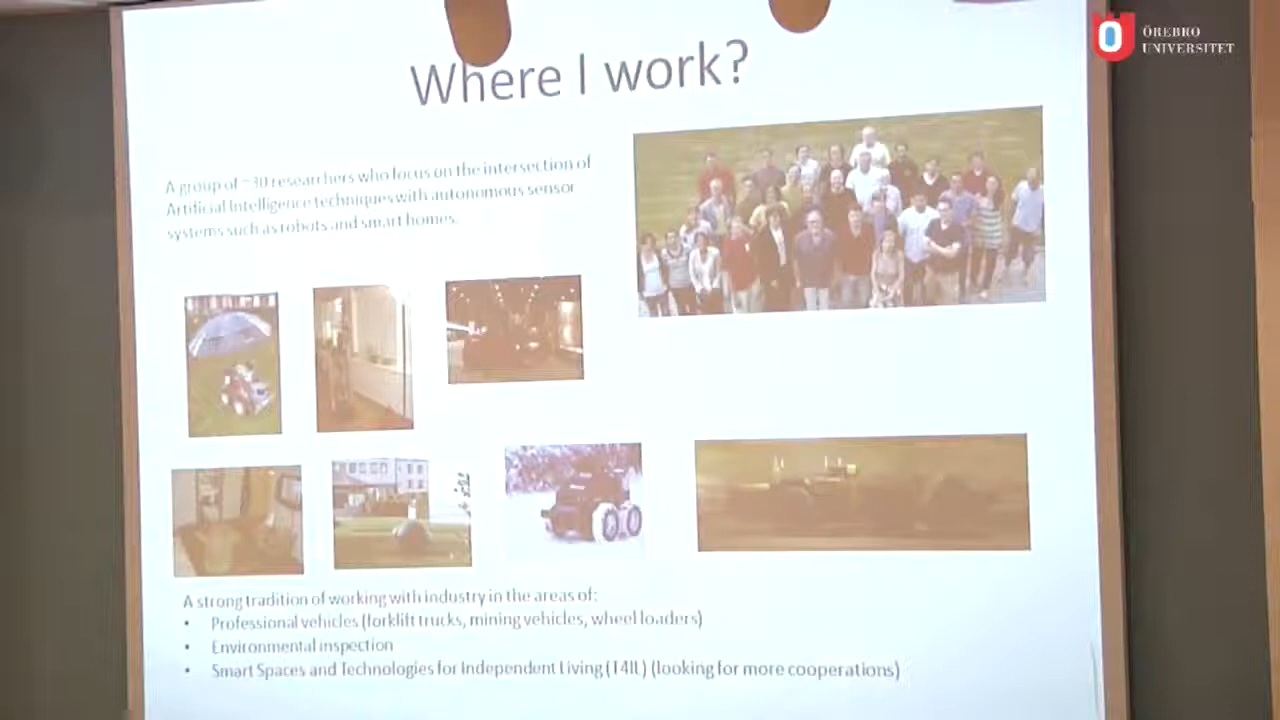 ÖREBRO
UNIVERSITET
Where I work?
A group of ~30 researchers who focus on the intersection of
Artificial Intelligence techniques with autonomous sensor
systems such as robots and smart homes.
A strong tradition of working with industry in the areas of:
• Professional vehicles (forklift trucks, mining vehicles, wheel loaders)
• Environmental inspection
• Smart Spaces and Technologies for Independent Living (T4IL) (looking for more cooperations)